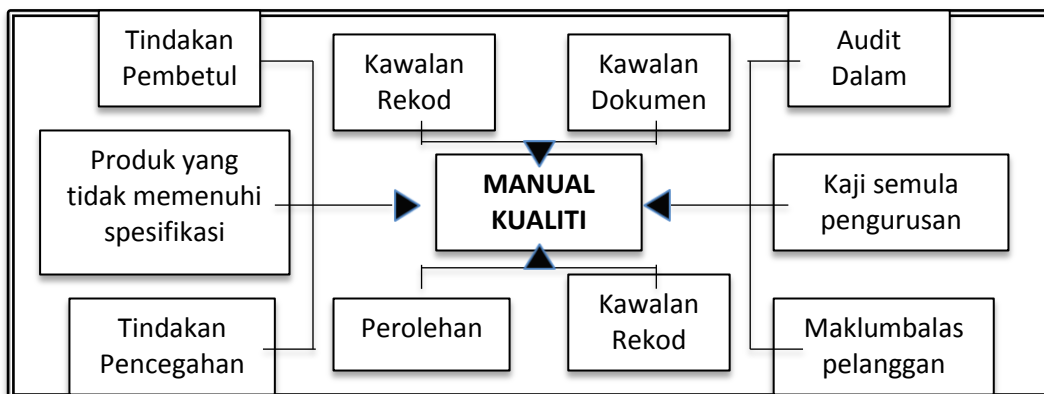 Tindakan
Pembetul
Kawalan
Rekod
Kawalan
Dokumen
Audit
Dalam
Produk yang
tidak memenuhi
spesifikasi
MANUAL
KUALITI
Kaji semula
pengurusan
Tindakan
Pencegahan
Perolehan
Kawalan
Rekod
Maklumbalas
pelanggan